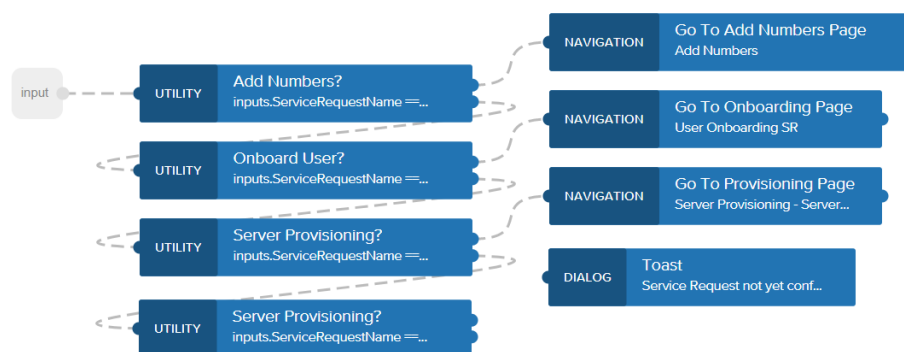 input
UTILITY
Add Numbers?
inputs.ServiceRequestName ==...
UTILITY
Onboard User?
inputs.ServiceRequestName ==...
UTILITY
Server Provisioning?
inputs.ServiceRequestName ==...
UTILITY
Server Provisioning?
inputs.ServiceRequestName ==...
NAVIGATION
Go To Add Numbers Page
Add Numbers
NAVIGATION
Go To Onboarding Page
User Onboarding SR
NAVIGATION
Go To Provisioning Page
Server Provisioning - Server...
DIALOG
Toast
Service Request not yet conf...